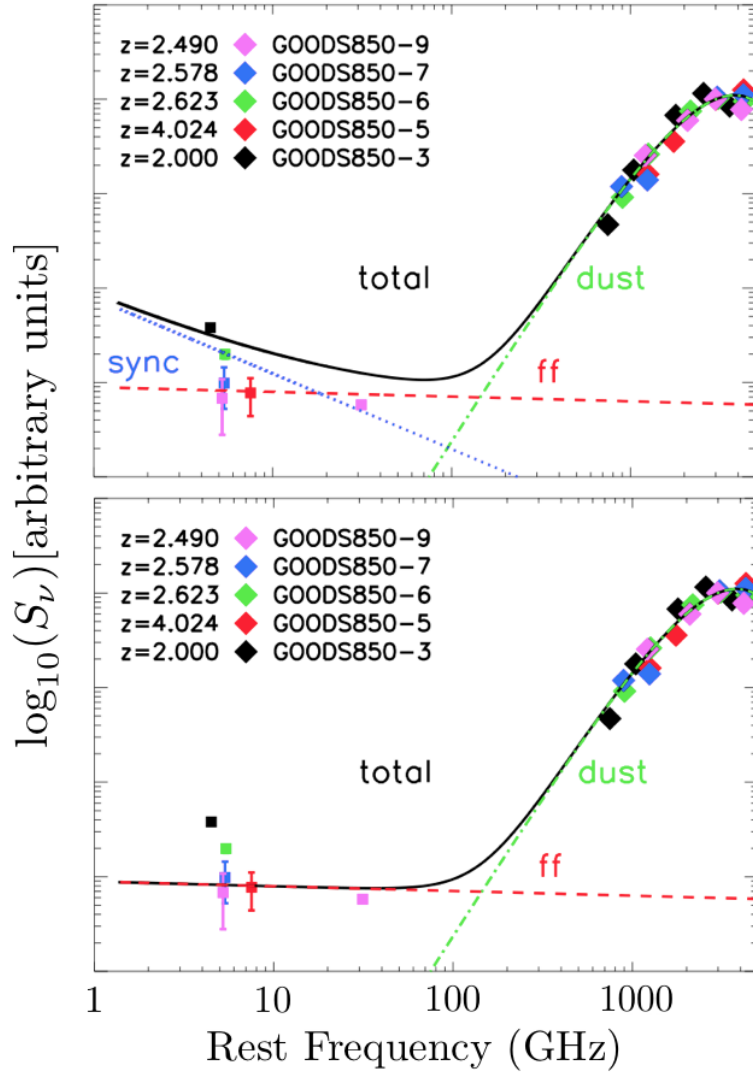 z=2.490 GOODS850-9
z=2.578 GOODS850-7
z=2.623 GOODS850-6
z=4.024 GOODS850-5
z=2.000 GOODS850-3
total
dust
sync
ff
z=2.490 GOODS850-9
z=2.578 GOODS850-7
z=2.623 GOODS850-6
z=4.024 GOODS850-5
z=2.000 GOODS850-3
total
dust
ff
log₁₀(Sᵥ)[arbitrary units]
1 10 100 1000
Rest Frequency (GHz)